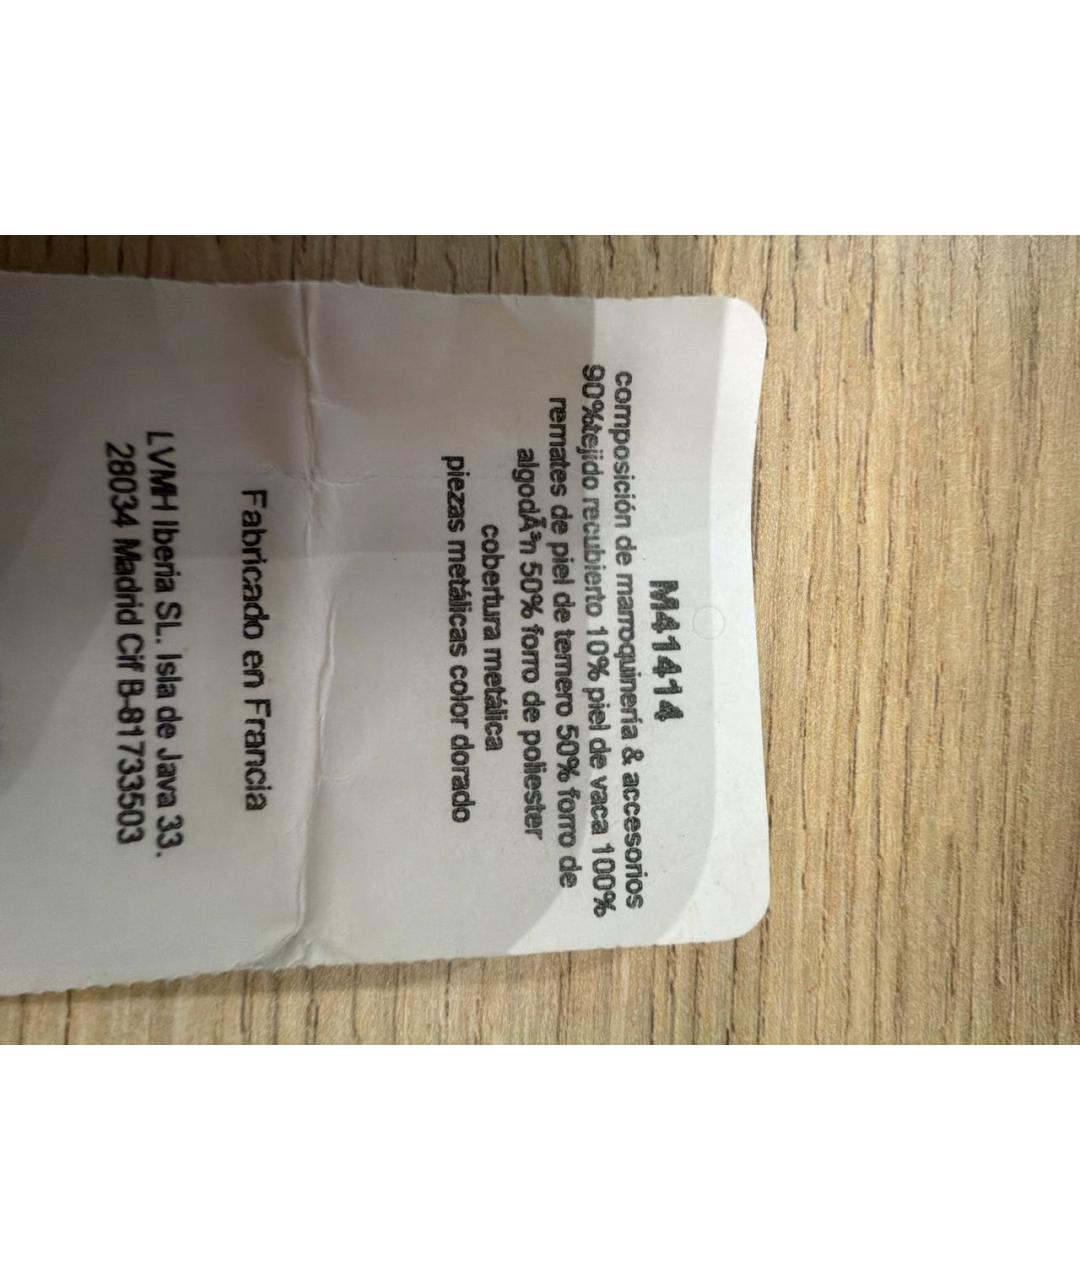 M41414
composición de marroquinería & accesorios
90%tejido recubierto 10% piel de vaca 100%
remates de piel de ternero 50% forro de
algodÃ³n 50% forro de poliester
cobertura metálica
piezas metálicas color dorado
Fabricado en Francia
LVMH Iberia SL. Isla de Java 33.
28034 Madrid Cif B-81733503